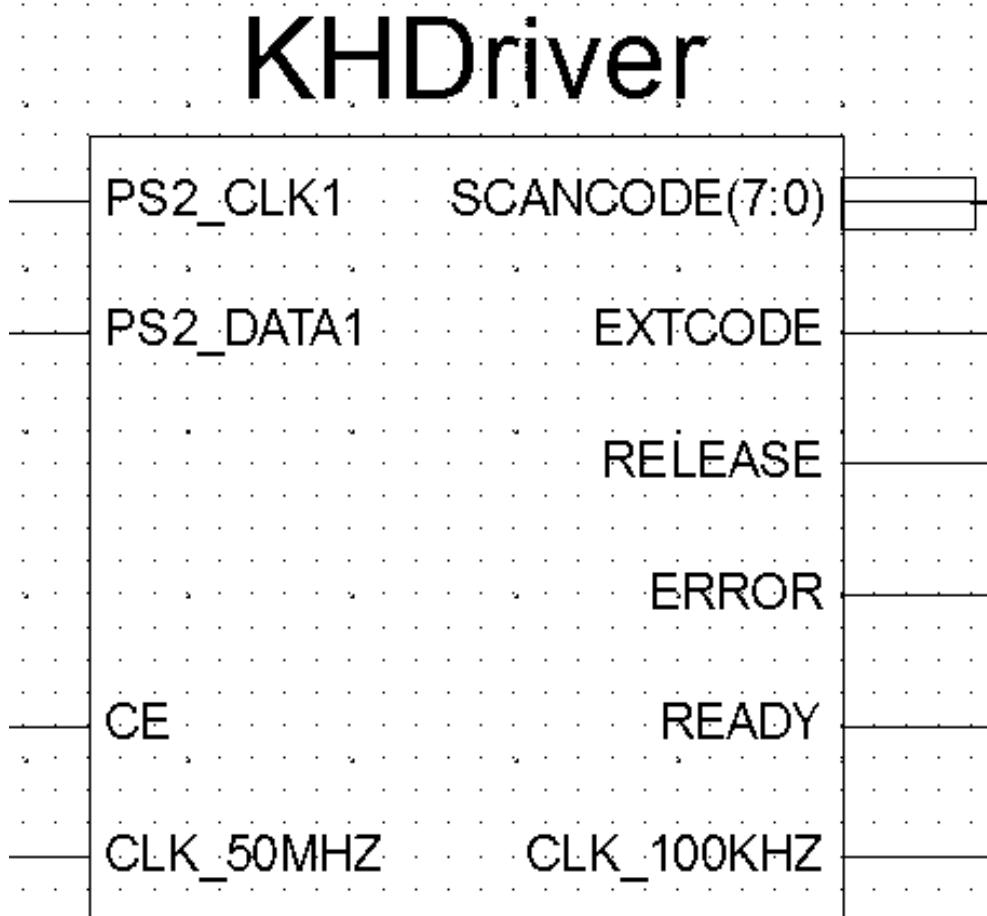 KHDriver
PS2_CLK1 SCANCODE(7:0)
PS2_DATA1 EXTCODE
RELEASE
ERROR
CE READY
CLK_50MHZ CLK_100KHZ